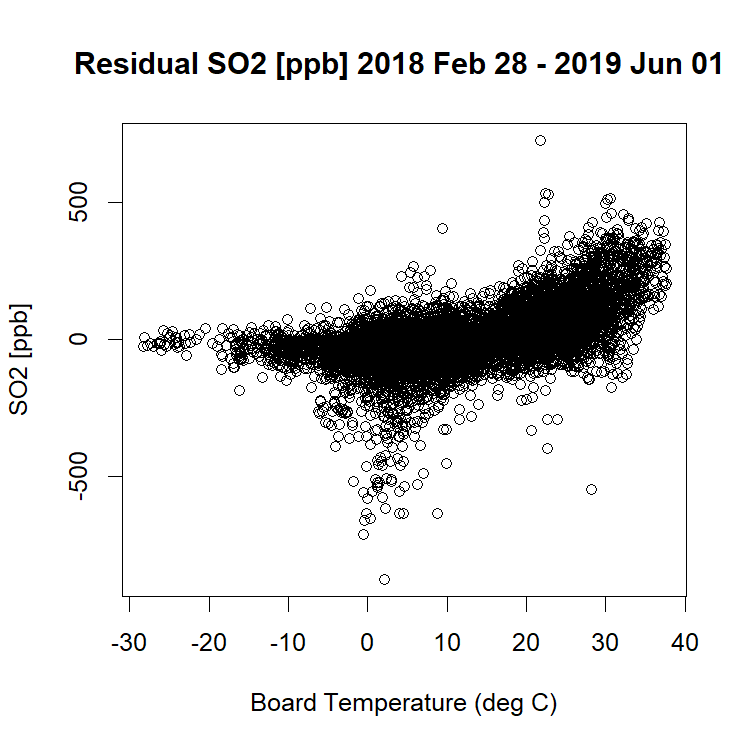 Residual SO2 [ppb] 2018 Feb 28 - 2019 Jun 01
500
0
-500
SO2 [ppb]
-30 -20 -10 0 10 20 30 40
Board Temperature (deg C)